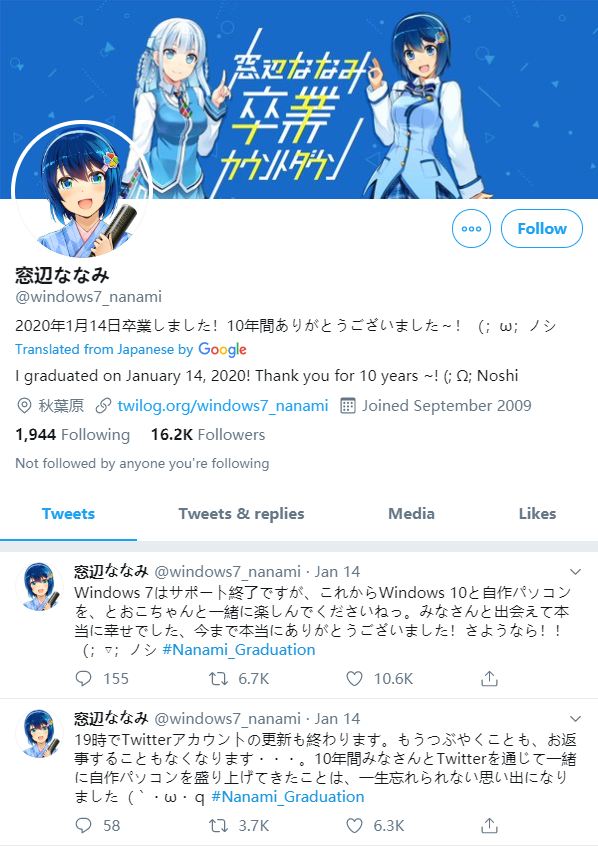 窓辺ななみ
卒業
カウントダウン
Follow
窓辺ななみ
@windows7_nanami
2020年1月14日卒業しました！10年間ありがとうございました～！（；ω；ノシ
Translated from Japanese by Google
I graduated on January 14, 2020! Thank you for 10 years ~! (; Ω; Noshi
秋葉原 twilog.org/windows7_nanami Joined September 2009
1,944 Following 16.2K Followers
Not followed by anyone you're following
Tweets Tweets & replies Media Likes
窓辺ななみ @windows7_nanami · Jan 14
Windows 7はサポート終了ですが、これからWindows 10と自作パソコン
を、とおこちゃんと一緒に楽しんでくださいねっ。みなさんと出会えて本
当に幸せでした、今まで本当にありがとうございました！さようなら！！
（；▽；ノシ #Nanami_Graduation
155 6.7K 10.6K
窓辺ななみ @windows7_nanami · Jan 14
19時でTwitterアカウントの更新も終わります。もうつぶやくことも、お返
事することもなくなります・・・。10年間みなさんとTwitterを通じて一緒
に自作パソコンを盛り上げてきたことは、一生忘れられない思い出になり
ました（｀・ω・ｑ #Nanami_Graduation
58 3.7K 6.3K